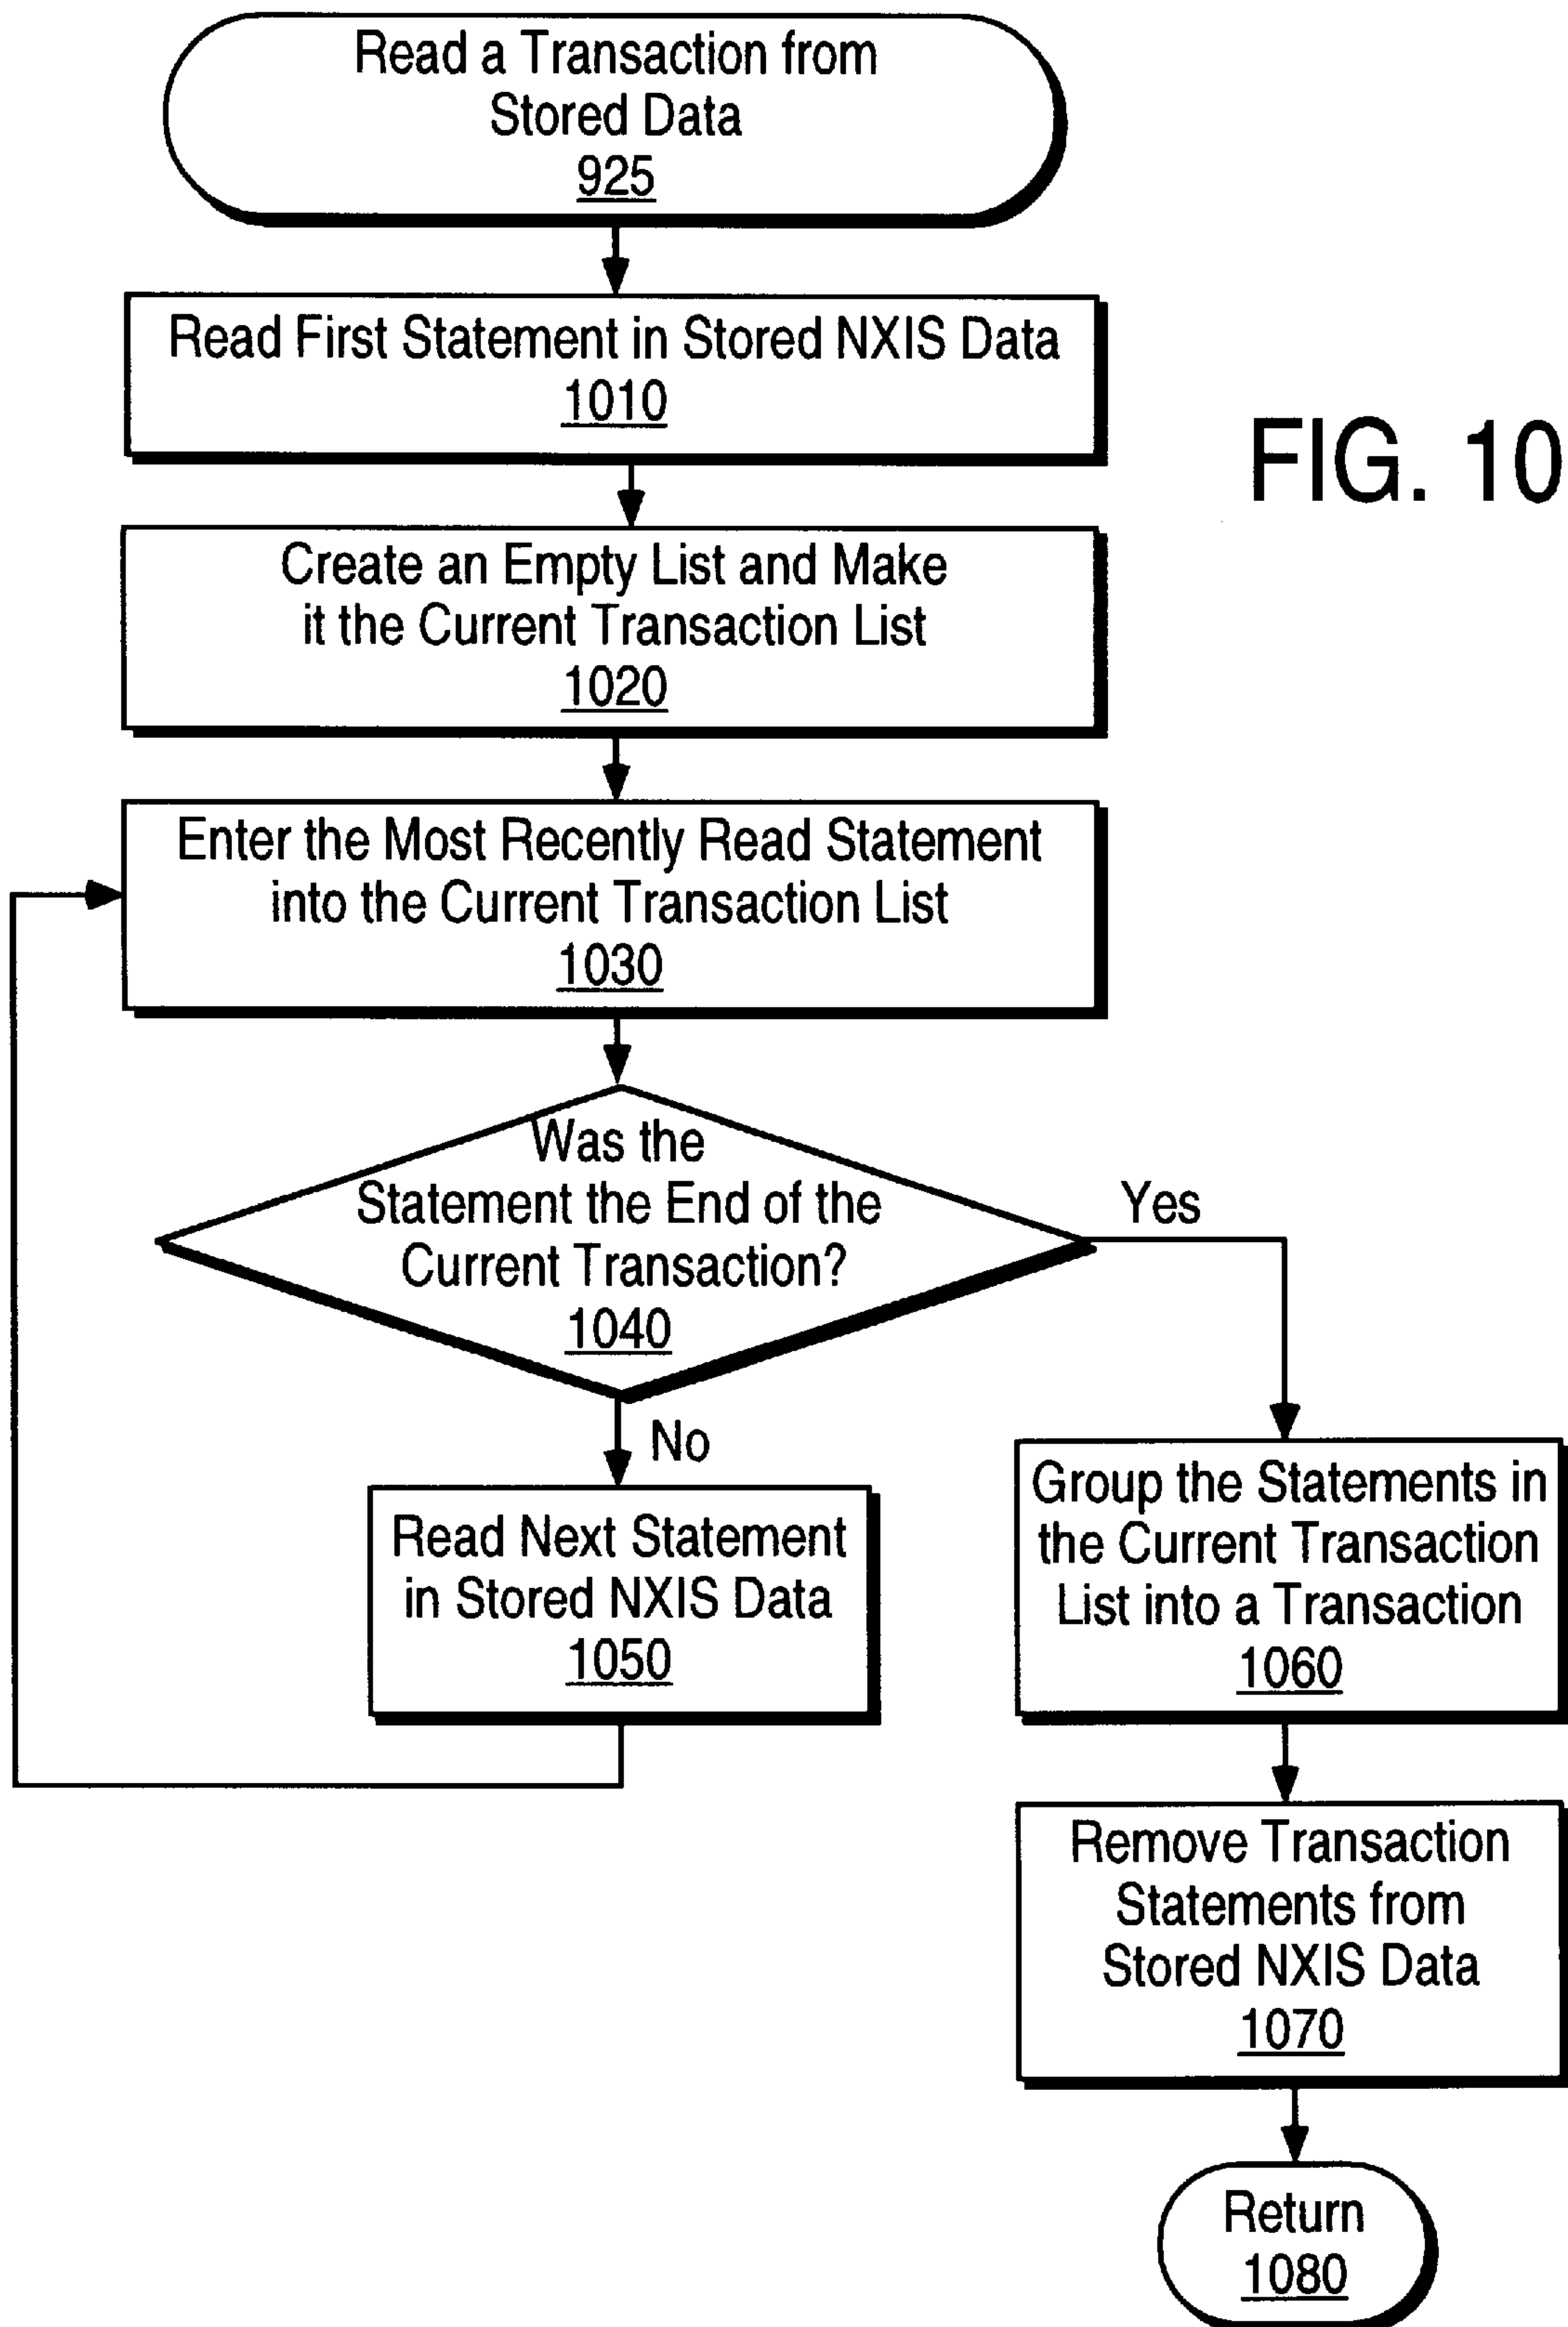 Read a Transaction from
Stored Data
925
Read First Statement in Stored NXIS Data
1010
FIG. 10
Create an Empty List and Make
it the Current Transaction List
1020
Enter the Most Recently Read Statement
into the Current Transaction List
1030
Was the
Statement the End of the
Current Transaction?
1040
Yes
No
Read Next Statement
in Stored NXIS Data
1050
Group the Statements in
the Current Transaction
List into a Transaction
1060
Remove Transaction
Statements from
Stored NXIS Data
1070
Return
1080